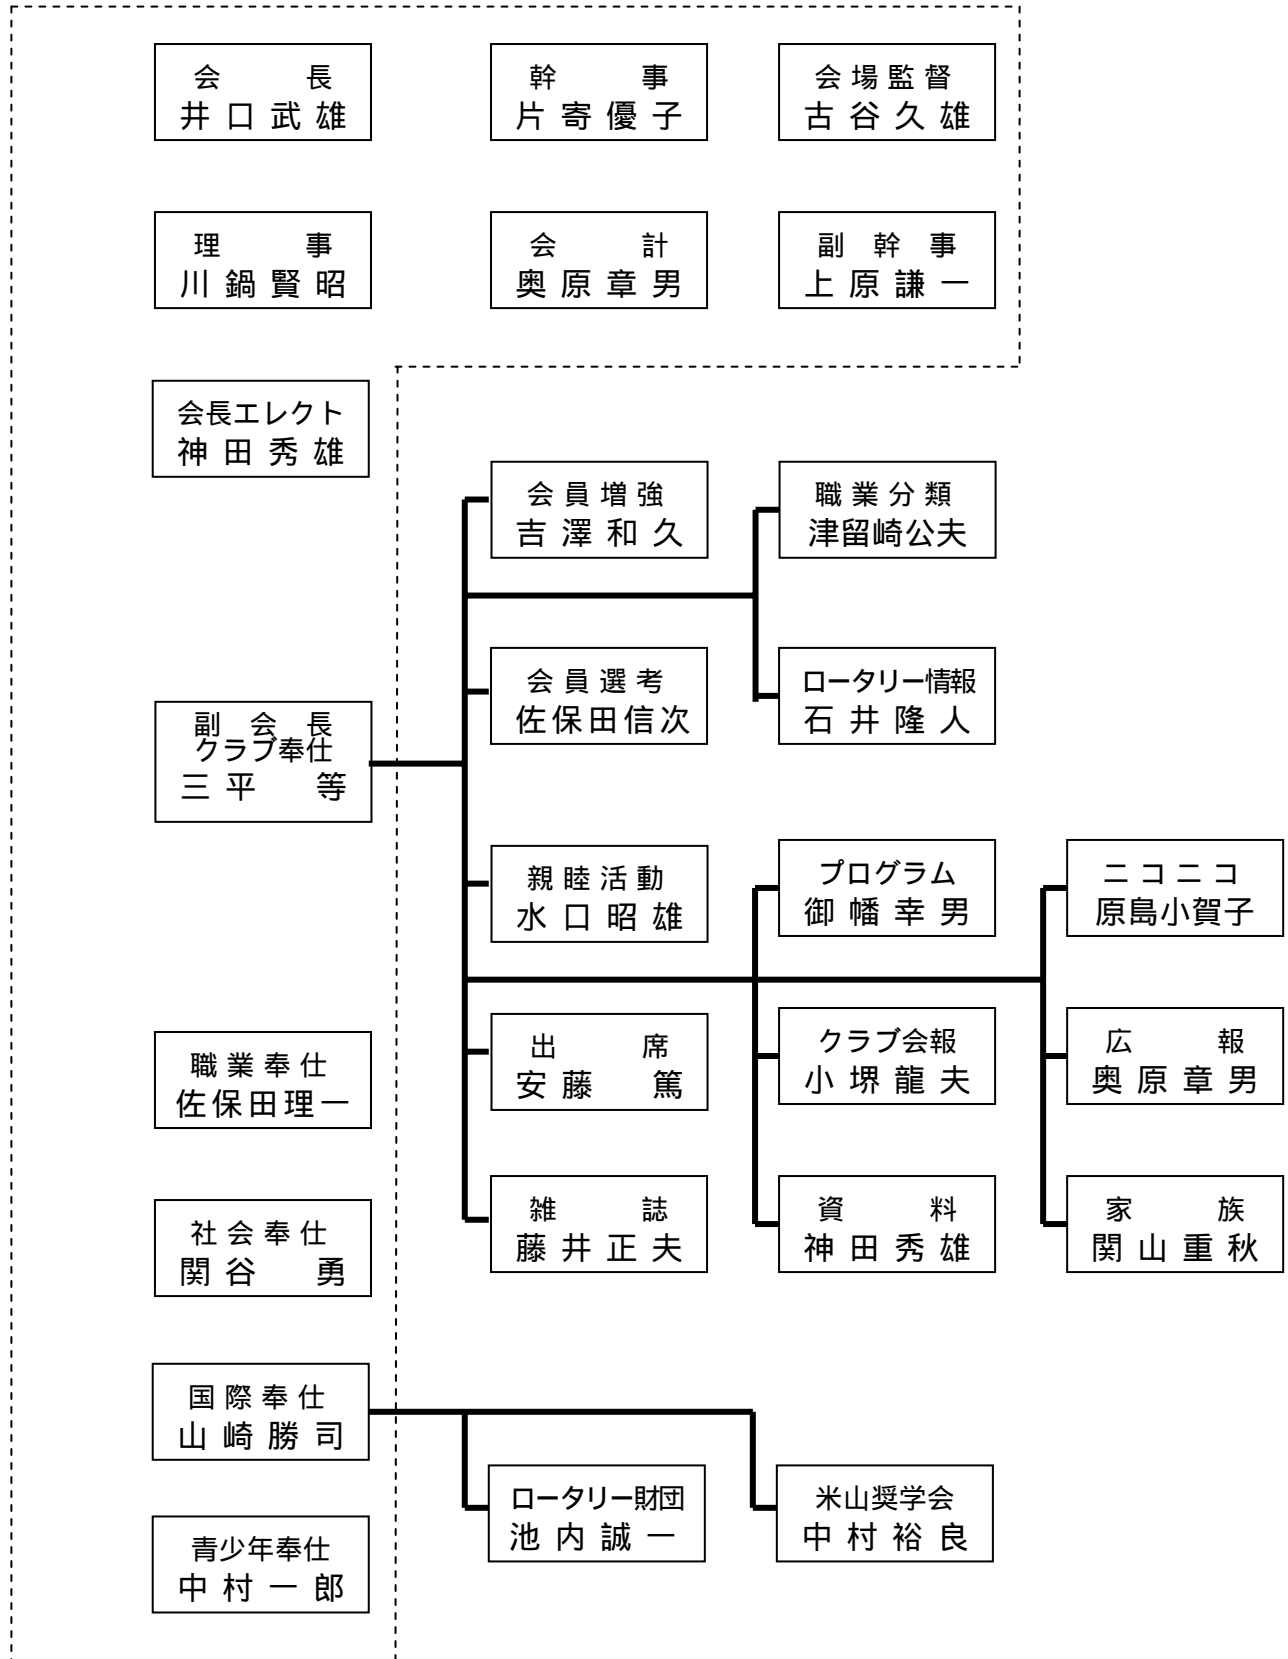 会長
井口武雄
幹事
片寄優子
会場監督
古谷久雄
理事
川鍋賢昭
会計
奥原章男
副幹事
上原謙一
会長エレクト
神田秀雄
会員増強
吉澤和久
職業分類
津留崎公夫
会員選考
佐保田信次
ロータリー情報
石井隆人
副会長
クラブ奉仕
三平 等
親睦活動
水口昭雄
プログラム
御幡幸男
ニコニコ
原島小賀子
出席
安藤 篤
クラブ会報
小堺龍夫
広報
奥原章男
職業奉仕
佐保田理一
雑誌
藤井正夫
資料
神田秀雄
家族
関山重秋
社会奉仕
関谷 勇
国際奉仕
山崎勝司
ロータリー財団
池内誠一
米山奨学会
中村裕良
青少年奉仕
中村一郎